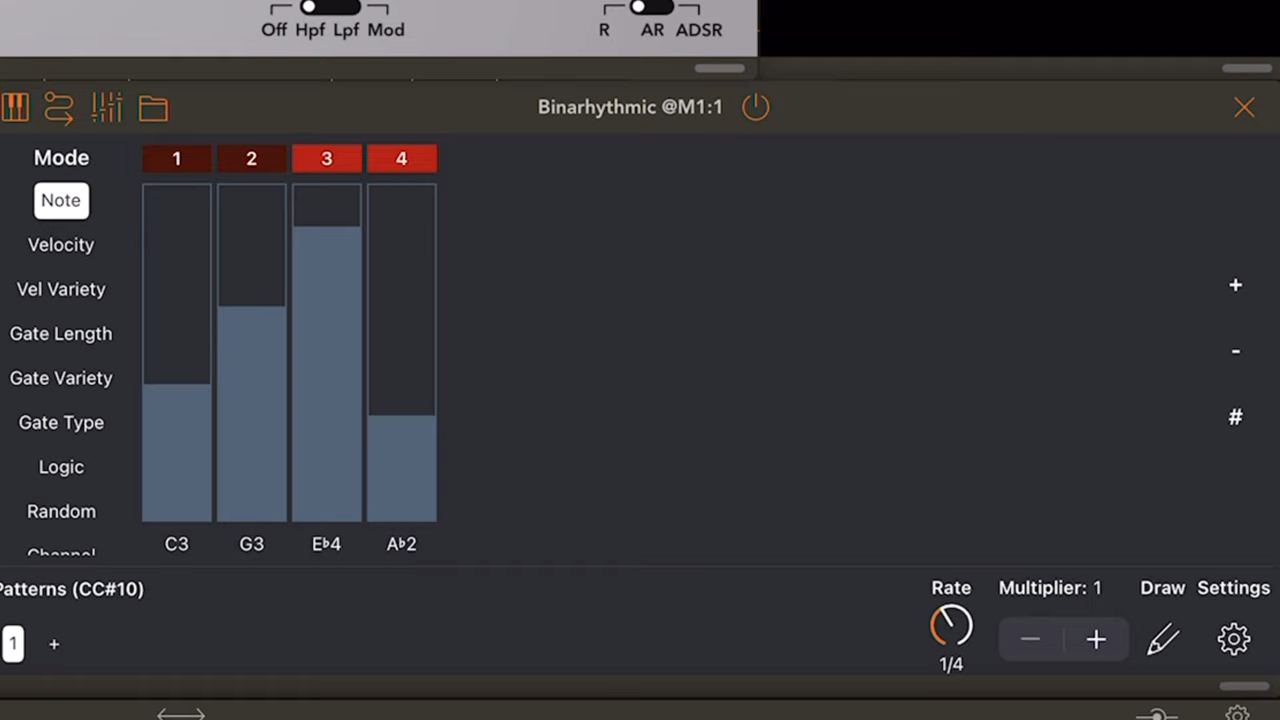 Off Hpf Lpf Mod
R AR ADSR
Binarhythmic @M1:1
Mode 1 2 3 4
Note
Velocity
Vel Variety
+
Gate Length
-
Gate Variety
Gate Type
#
Logic
Random
Channel
C3 G3 E♭4 A♭2
Patterns (CC#10)
Rate Multiplier: 1 Draw Settings
1 +
− +
1/4